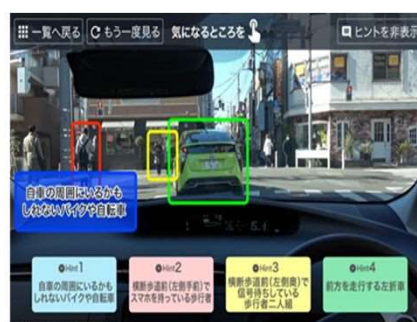 一覧へ戻る
もう一度見る
気になるところを
ヒントを非表示
自車の周囲にいるかも
しれないバイクや自転車
Hint1
自車の周囲にいるかも
しれないバイクや自転車
Hint2
横断歩道前(左側手前)で
スマホを持っている歩行者
Hint3
横断歩道前(左側奥)で
信号待ちしている
歩行者二人組
Hint4
前方を走行する左折車